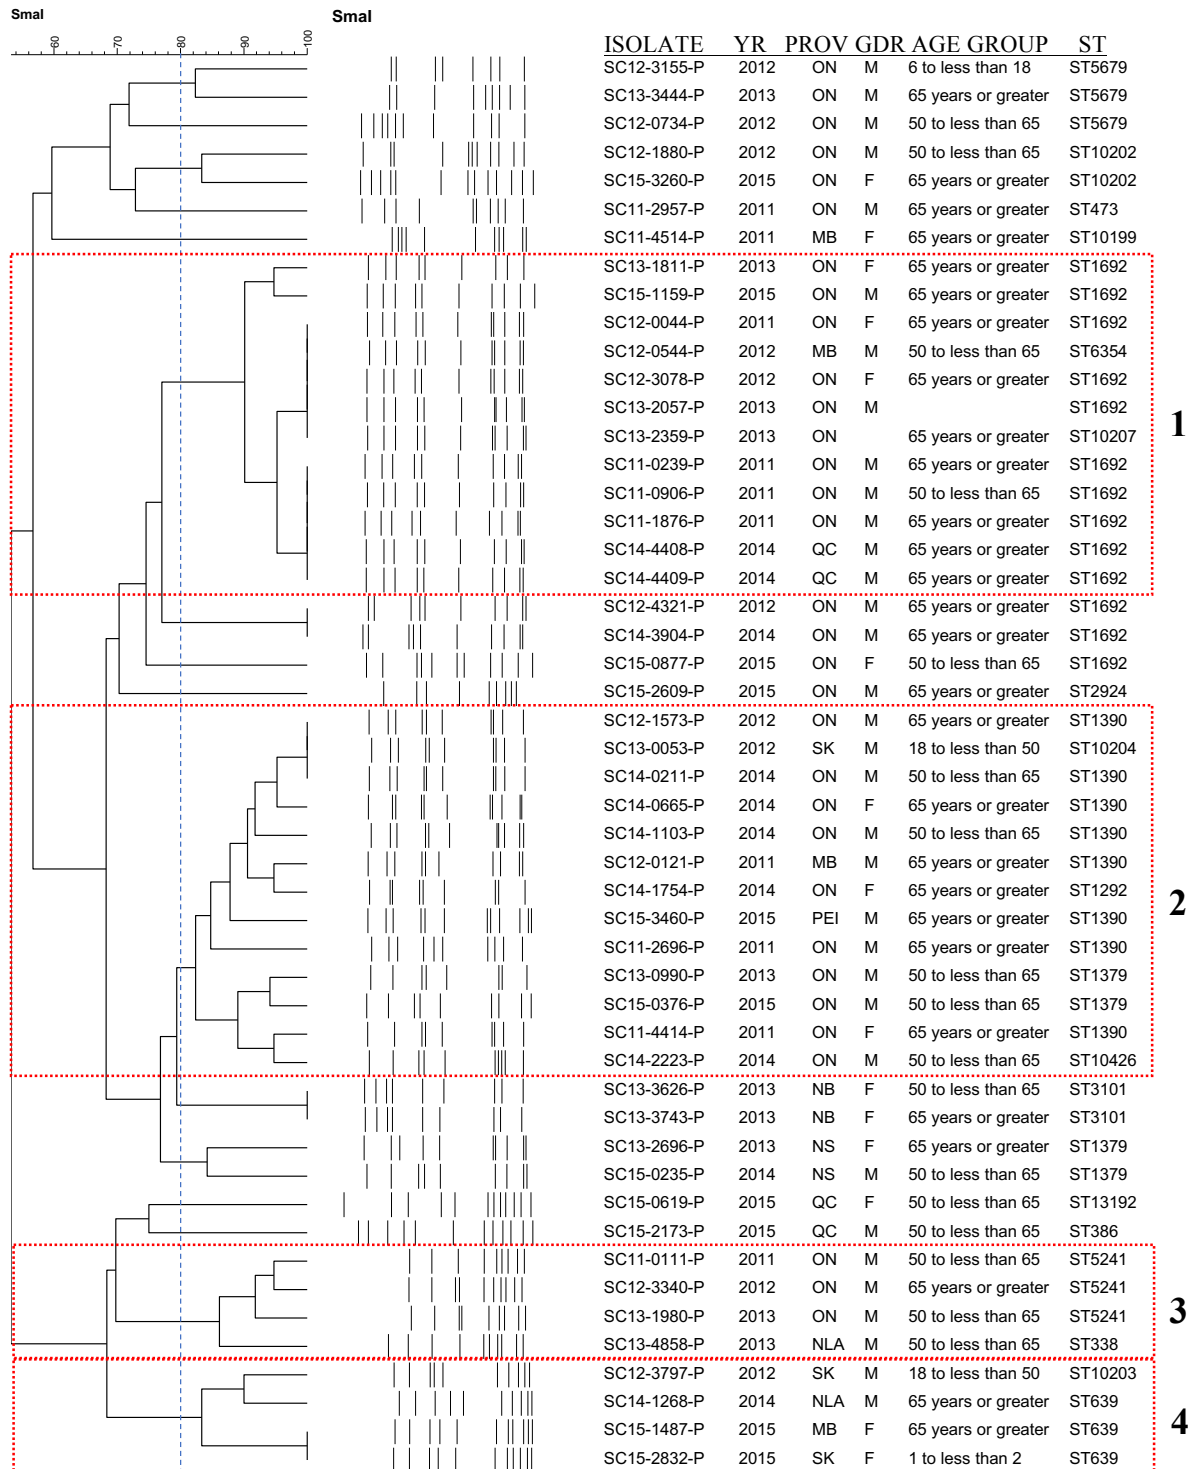 SmaI
SmaI
60 70 80 90 100
ISOLATE YR PROV GDR AGE GROUP ST
SC12-3155-P 2012 ON M 6 to less than 18 ST5679
SC13-3444-P 2013 ON M 65 years or greater ST5679
SC12-0734-P 2012 ON M 50 to less than 65 ST5679
SC12-1880-P 2012 ON M 50 to less than 65 ST10202
SC15-3260-P 2015 ON F 65 years or greater ST10202
SC11-2957-P 2011 ON M 65 years or greater ST473
SC11-4514-P 2011 MB F 65 years or greater ST10199
SC13-1811-P 2013 ON F 65 years or greater ST1692
SC15-1159-P 2015 ON M 65 years or greater ST1692
SC12-0044-P 2011 ON F 65 years or greater ST1692
SC12-0544-P 2012 MB M 50 to less than 65 ST6354
SC12-3078-P 2012 ON F 65 years or greater ST1692
SC13-2057-P 2013 ON M ST1692
1
SC13-2359-P 2013 ON 65 years or greater ST10207
SC11-0239-P 2011 ON M 65 years or greater ST1692
SC11-0906-P 2011 ON M 50 to less than 65 ST1692
SC11-1876-P 2011 ON M 65 years or greater ST1692
SC14-4408-P 2014 QC M 65 years or greater ST1692
SC14-4409-P 2014 QC M 65 years or greater ST1692
SC12-4321-P 2012 ON M 65 years or greater ST1692
SC14-3904-P 2014 ON M 65 years or greater ST1692
SC15-0877-P 2015 ON F 50 to less than 65 ST1692
SC15-2609-P 2015 ON M 65 years or greater ST2924
SC12-1573-P 2012 ON M 65 years or greater ST1390
SC13-0053-P 2012 SK M 18 to less than 50 ST10204
SC14-0211-P 2014 ON M 50 to less than 65 ST1390
SC14-0665-P 2014 ON F 65 years or greater ST1390
SC14-1103-P 2014 ON M 50 to less than 65 ST1390
SC12-0121-P 2011 MB M 65 years or greater ST1390
SC14-1754-P 2014 ON F 65 years or greater ST1292
2
SC15-3460-P 2015 PEI M 65 years or greater ST1390
SC11-2696-P 2011 ON M 65 years or greater ST1390
SC13-0990-P 2013 ON M 50 to less than 65 ST1379
SC15-0376-P 2015 ON M 50 to less than 65 ST1379
SC11-4414-P 2011 ON F 65 years or greater ST1390
SC14-2223-P 2014 ON M 50 to less than 65 ST10426
SC13-3626-P 2013 NB F 50 to less than 65 ST3101
SC13-3743-P 2013 NB F 65 years or greater ST3101
SC13-2696-P 2013 NS F 65 years or greater ST1379
SC15-0235-P 2014 NS M 50 to less than 65 ST1379
SC15-0619-P 2015 QC F 50 to less than 65 ST13192
SC15-2173-P 2015 QC M 50 to less than 65 ST386
SC11-0111-P 2011 ON M 50 to less than 65 ST5241
SC12-3340-P 2012 ON M 65 years or greater ST5241
3
SC13-1980-P 2013 ON M 50 to less than 65 ST5241
SC13-4858-P 2013 NLA M 50 to less than 65 ST338
SC12-3797-P 2012 SK M 18 to less than 50 ST10203
SC14-1268-P 2014 NLA M 65 years or greater ST639
4
SC15-1487-P 2015 MB F 65 years or greater ST639
SC15-2832-P 2015 SK F 1 to less than 2 ST639